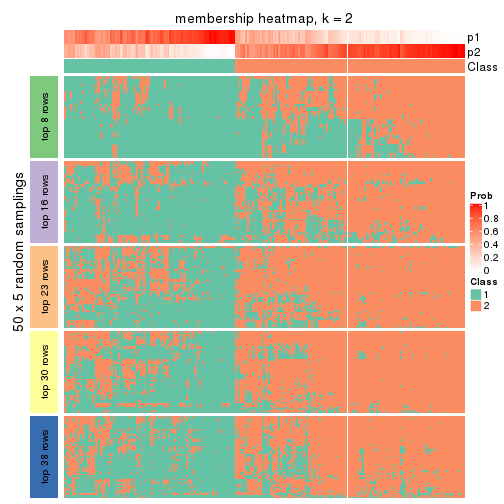 membership heatmap, k = 2
p1
p2
Class
50 x 5 random samplings
top 8 rows
top 16 rows
top 23 rows
top 30 rows
top 38 rows
Prob
1
0.8
0.6
0.4
0.2
0
Class
1
2